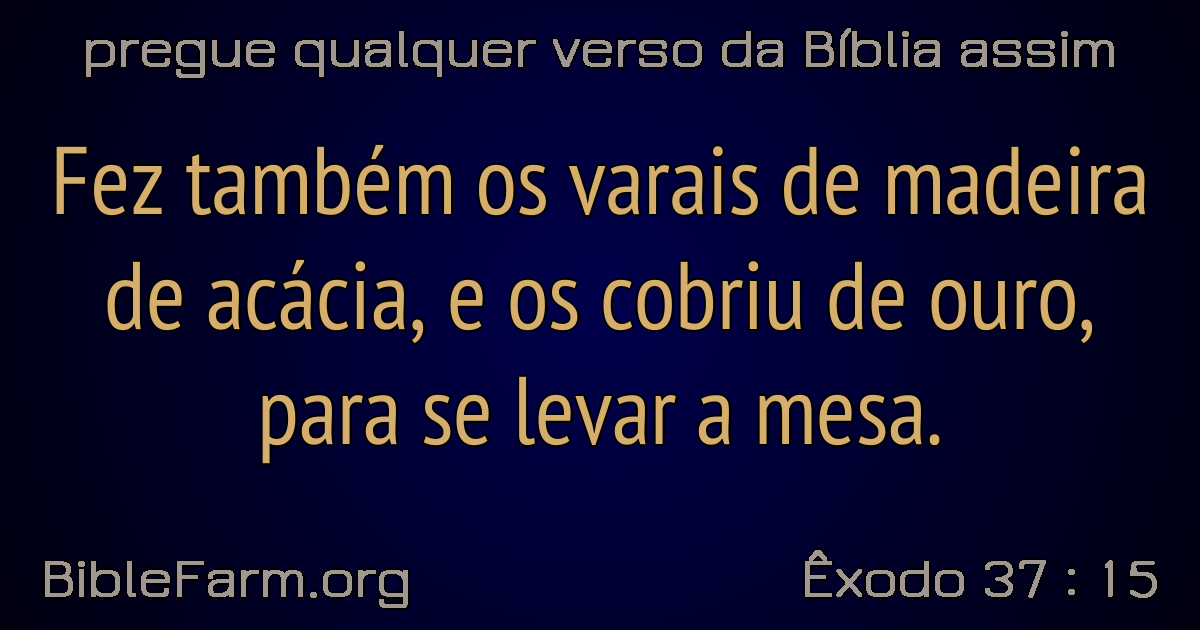 pregue qualquer verso da Bíblia assim
Fez também os varais de madeira
de acácia, e os cobriu de ouro,
para se levar a mesa.
BibleFarm.org
Êxodo 37 : 15